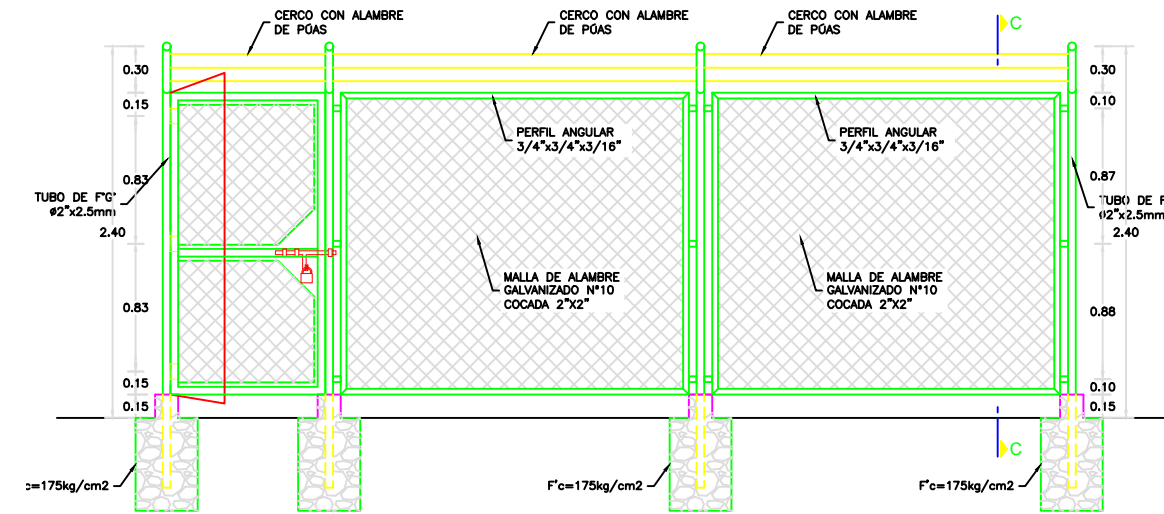 CERCO CON ALAMBRE
DE PÚAS
CERCO CON ALAMBRE
DE PÚAS
CERCO CON ALAMBRE
DE PÚAS
C
0.30
0.15
0.83
2.40
0.83
0.15
0.15
TUBO DE F°G°
ø2"x2.5mm
PERFIL ANGULAR
3/4"x3/4"x3/16"
PERFIL ANGULAR
3/4"x3/4"x3/16"
MALLA DE ALAMBRE
GALVANIZADO N°10
COCADA 2"X2"
MALLA DE ALAMBRE
GALVANIZADO N°10
COCADA 2"X2"
0.30
0.10
0.87
TUBO DE F
ø2"x2.5mm
2.40
0.88
0.10
0.15
C
c=175kg/cm2
F'c=175kg/cm2
F'c=175kg/cm2